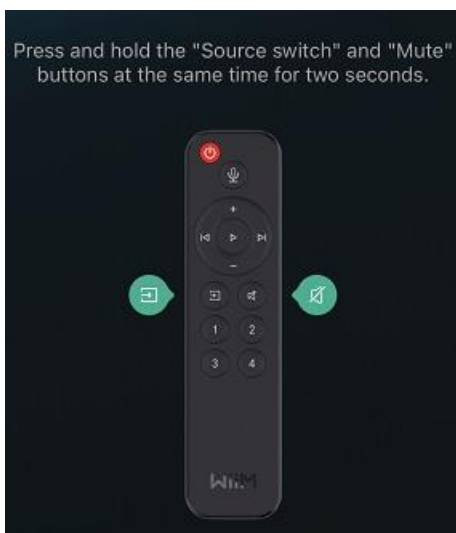 Press and hold the "Source switch" and "Mute"
buttons at the same time for two seconds.
+
−
1 2
3 4
WiiM